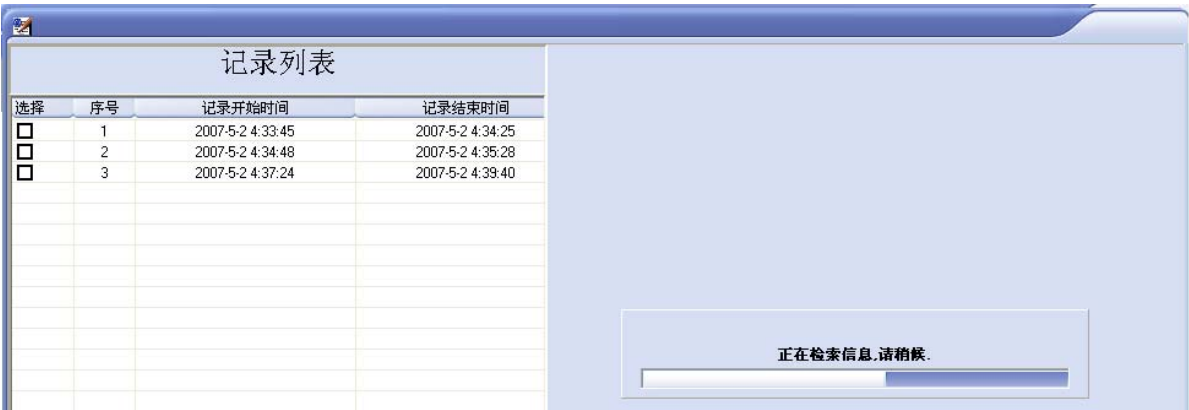 记录列表
选择 序号 记录开始时间 记录结束时间
1 2007-5-2 4:33:45 2007-5-2 4:34:25
2 2007-5-2 4:34:48 2007-5-2 4:35:28
3 2007-5-2 4:37:24 2007-5-2 4:39:40
正在检索信息,请稍候.